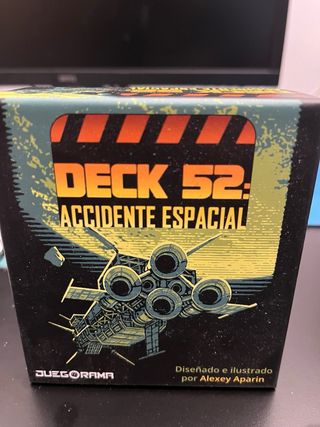 DECK 52:
ACCIDENTE ESPACIAL
JUEGORAMA
Diseñado e ilustrado
por Alexey Aparin